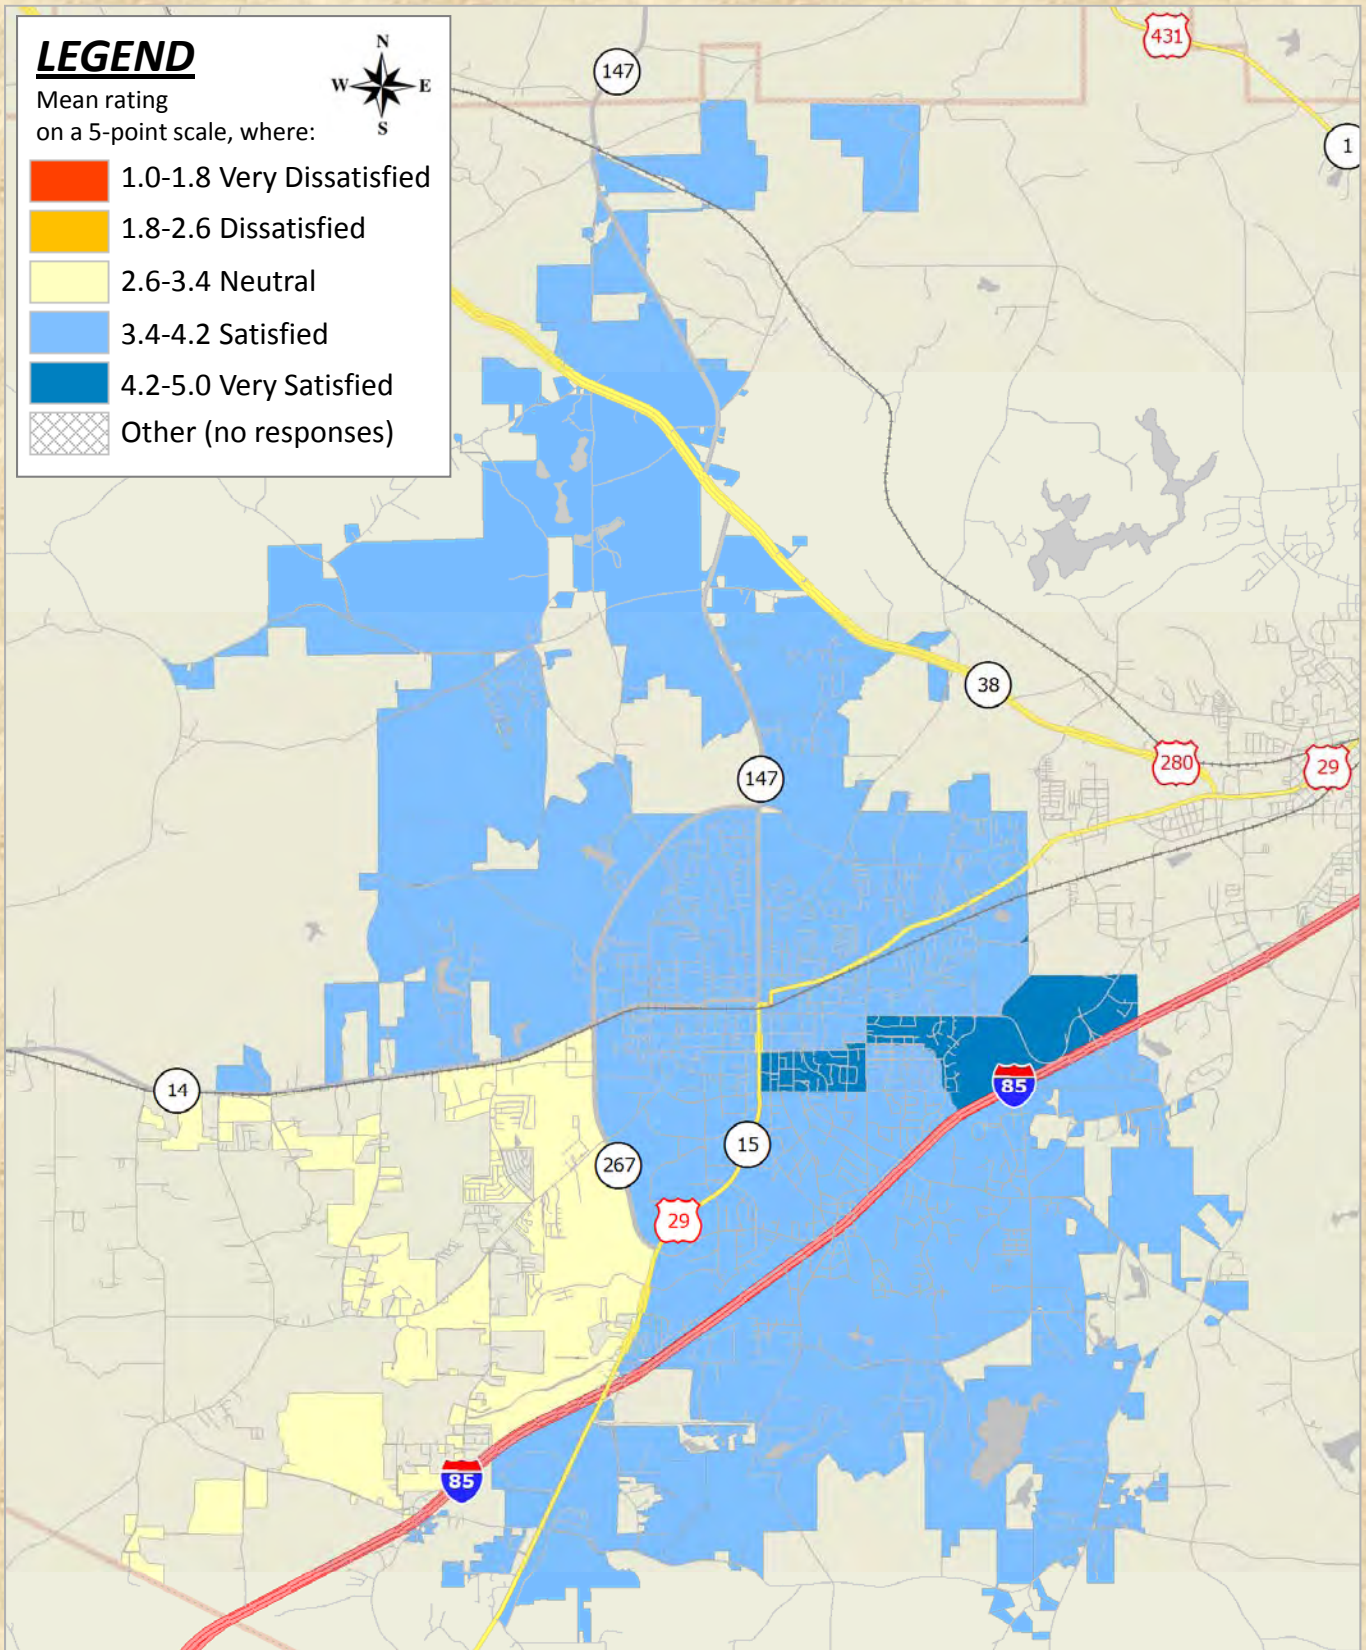 LEGEND
Mean rating
on a 5-point scale, where:
1.0-1.8 Very Dissatisfied
1.8-2.6 Dissatisfied
2.6-3.4 Neutral
3.4-4.2 Satisfied
4.2-5.0 Very Satisfied
Other (no responses)
N
W E
S
431
147
1
38
147
280
29
14
85
15
267
29
85